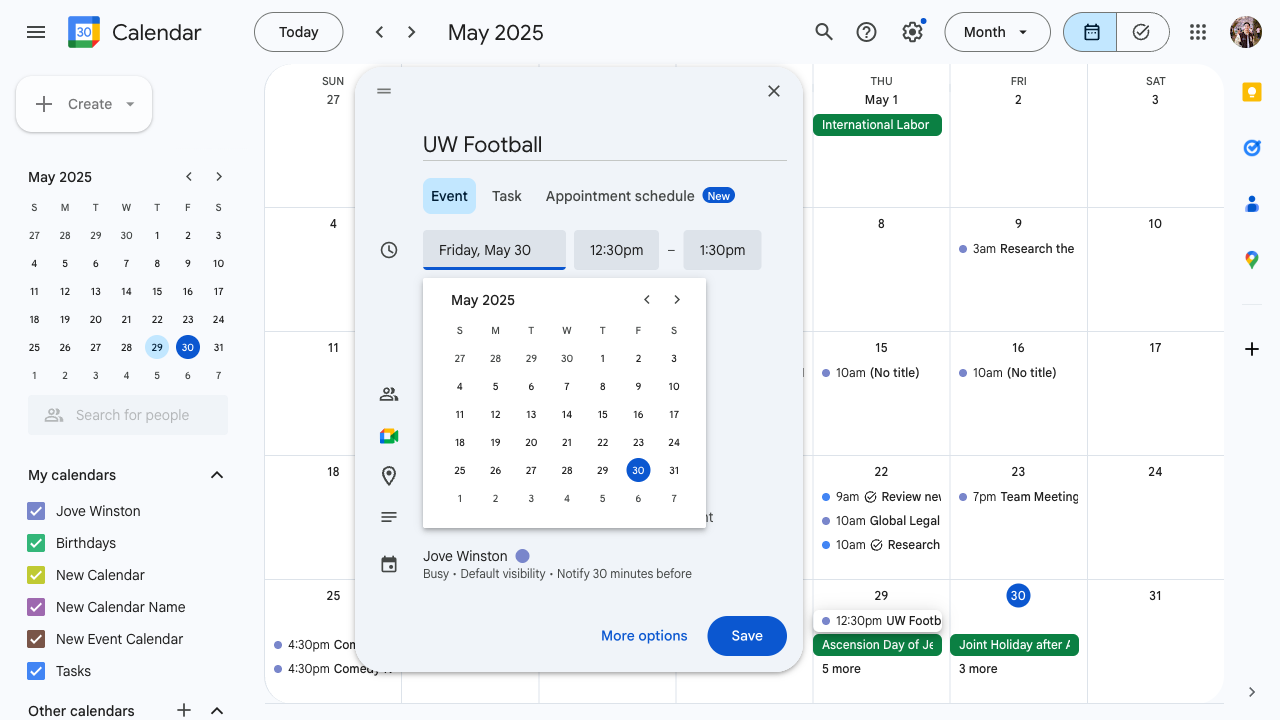 Calendar
Today
May 2025
Month
Create
May 2025
S M T W T F S
27 28 29 30 1 2 3
4 5 6 7 8 9 10
11 12 13 14 15 16 17
18 19 20 21 22 23 24
25 26 27 28 29 30 31
1 2 3 4 5 6 7
Search for people
My calendars
Jove Winston
Birthdays
New Calendar
New Calendar Name
New Event Calendar
Tasks
Other calendars
SUN THU FRI SAT
27 May 1 2 3
International Labor
4 8 9 10
3am Research the
11 15 16 17
10am (No title) 10am (No title)
18 22 23 24
9am Review new 7pm Team Meeting
10am Global Legal
10am Research
25 29 30 31
12:30pm UW Footb
4:30pm Com Ascension Day of Je Joint Holiday after A
4:30pm Comedy 5 more 3 more
UW Football
Event Task Appointment schedule New
Friday, May 30 12:30pm – 1:30pm
May 2025
S M T W T F S
27 28 29 30 1 2 3
4 5 6 7 8 9 10
11 12 13 14 15 16 17
18 19 20 21 22 23 24
25 26 27 28 29 30 31
1 2 3 4 5 6 7
Jove Winston
Busy • Default visibility • Notify 30 minutes before
More options Save